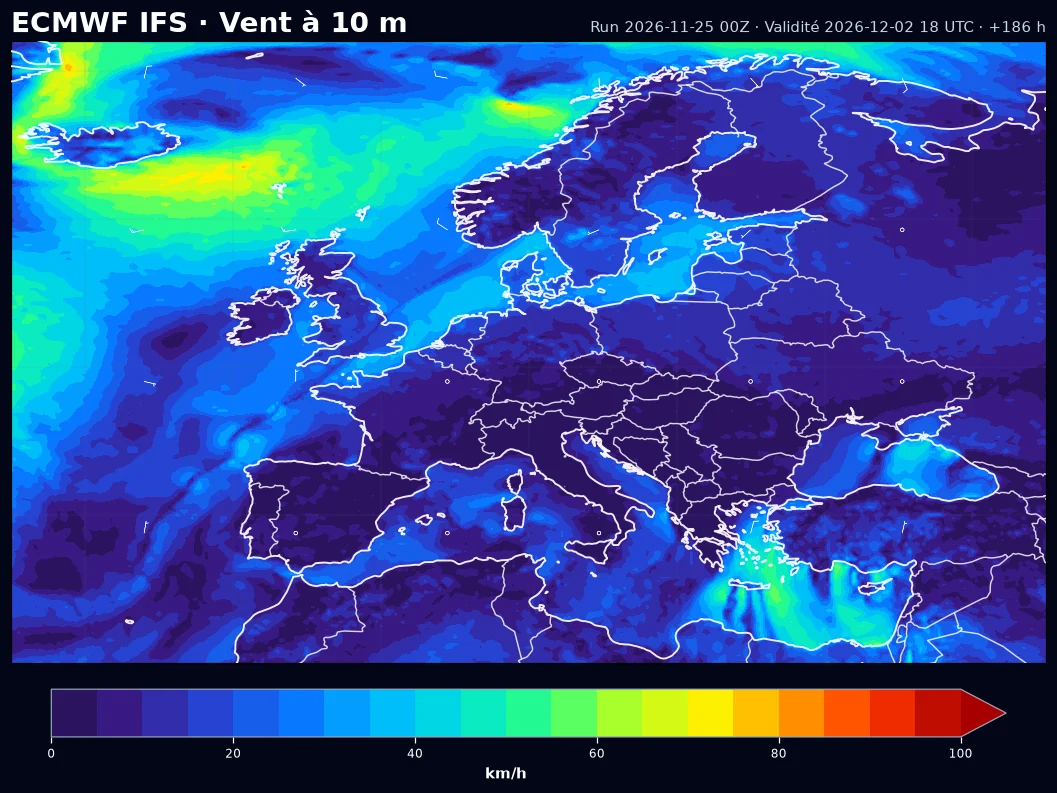 ECMWF IFS · Vent à 10 m
Run 2026-11-25 00Z · Validité 2026-12-02 18 UTC · +186 h
0 20 40 60 80 100
km/h